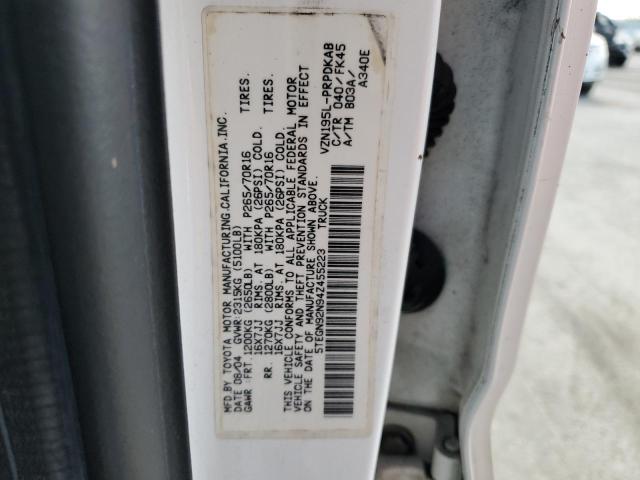 MFD BY TOYOTA MOTOR MANUFACTURING,CALIFORNIA.INC.
DATE 08/04 GVWR:2315KG (5100LB)
GAWR:FRT.1200KG (2650LB) WITH P265/70R16 TIRES.
16X7JJ RIMS. AT 180KPA (26PSI) COLD.
RR. 1270KG (2800LB) WITH P265/70R16 TIRES.
16X7JJ RIMS. AT 180KPA (26PSI) COLD.
THIS VEHICLE CONFORMS TO ALL APPLICABLE FEDERAL MOTOR
VEHICLE SAFETY AND THEFT PREVENTION STANDARDS IN EFFECT
ON THE DATE OF MANUFACTURE SHOWN ABOVE.
5TEGN92N94Z455223 TRUCK
VZN195L-PRPDKAB
C/TR 040/FK45
A/TM B03A/
A340E